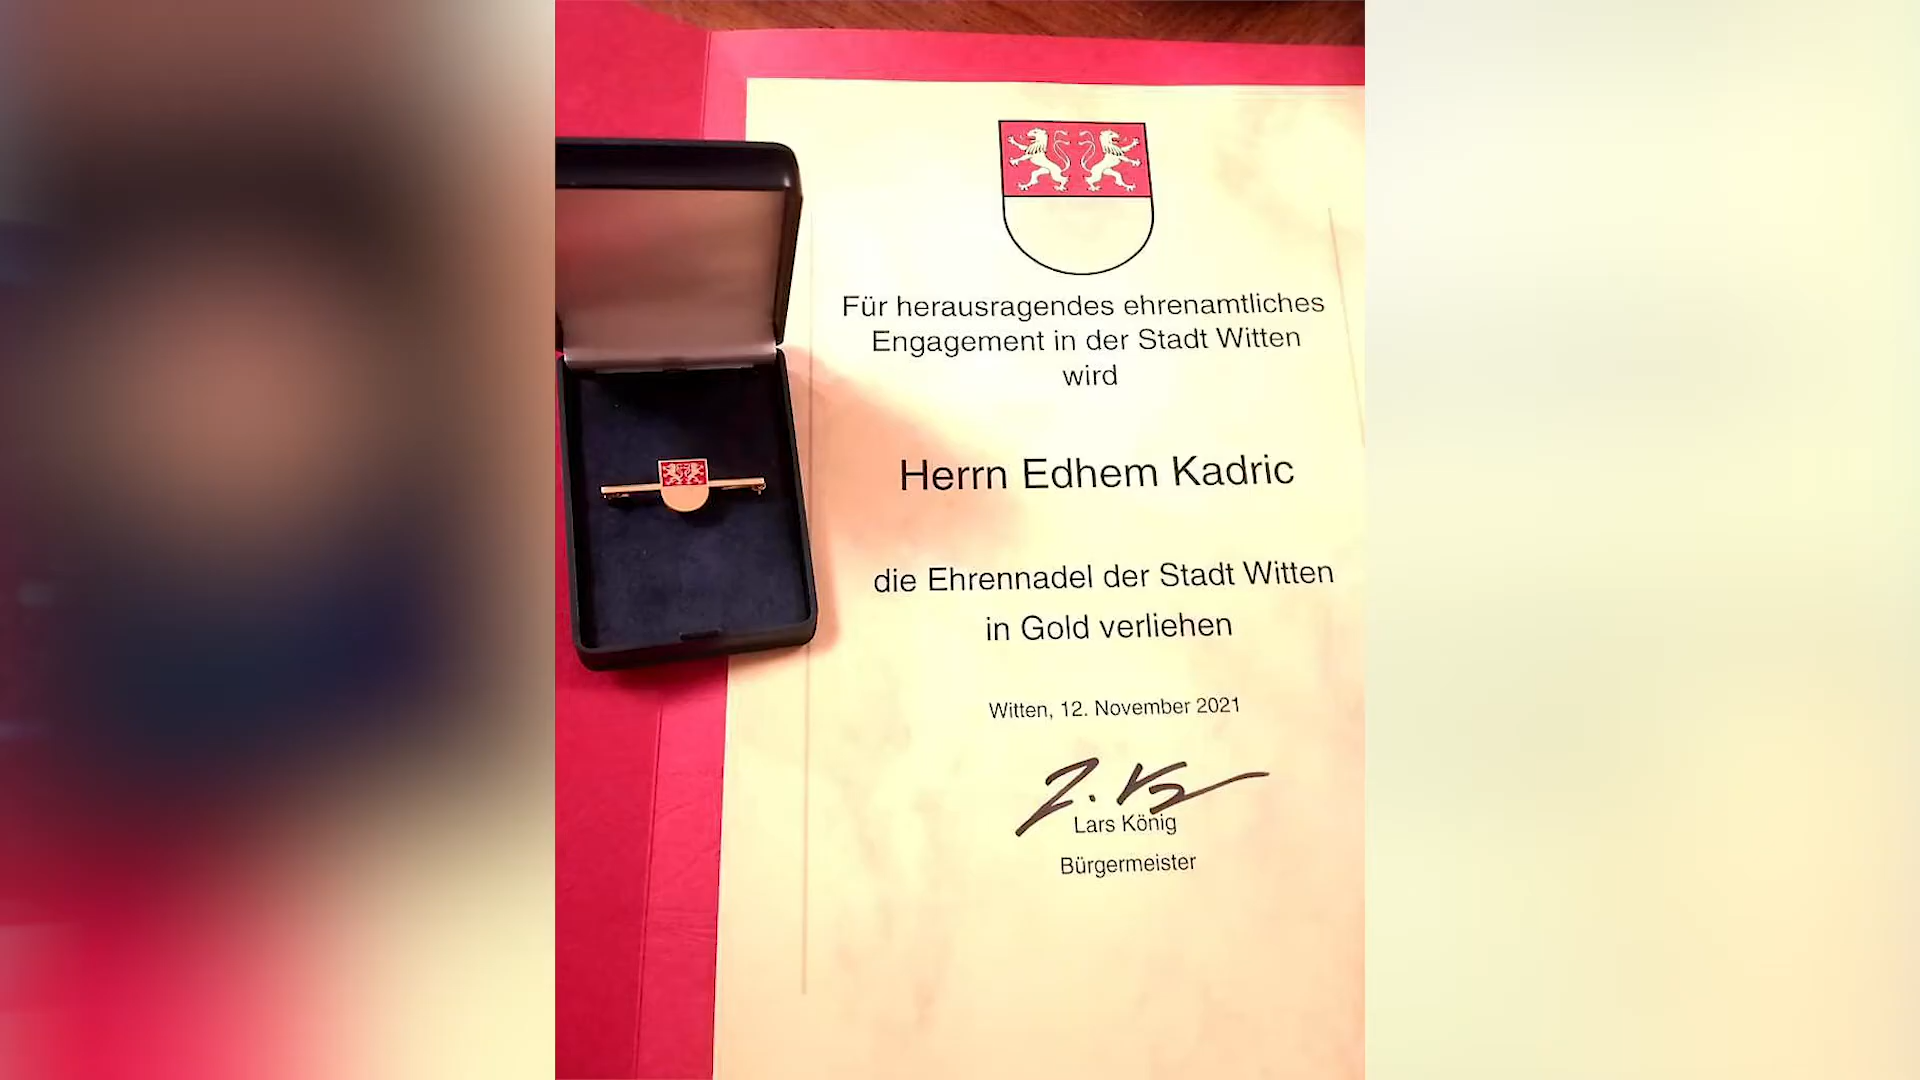 Für herausragendes ehrenamtliches
Engagement in der Stadt Witten
wird
Herrn Edhem Kadric
die Ehrennadel der Stadt Witten
in Gold verliehen
Witten, 12. November 2021
L. K
Lars König
Bürgermeister